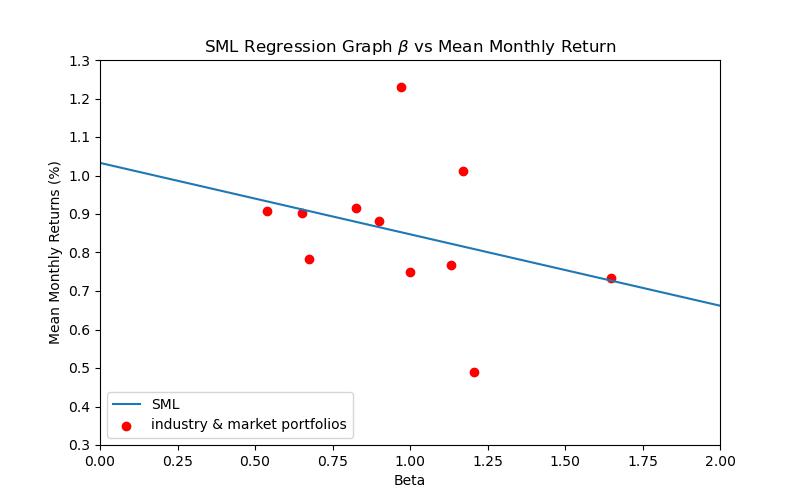 SML Regression Graph β vs Mean Monthly Return
1.3
1.2
1.1
1.0
0.9
0.8
0.7
0.6
0.5
0.4
0.3
Mean Monthly Returns (%)
SML
industry & market portfolios
0.00 0.25 0.50 0.75 1.00 1.25 1.50 1.75 2.00
Beta